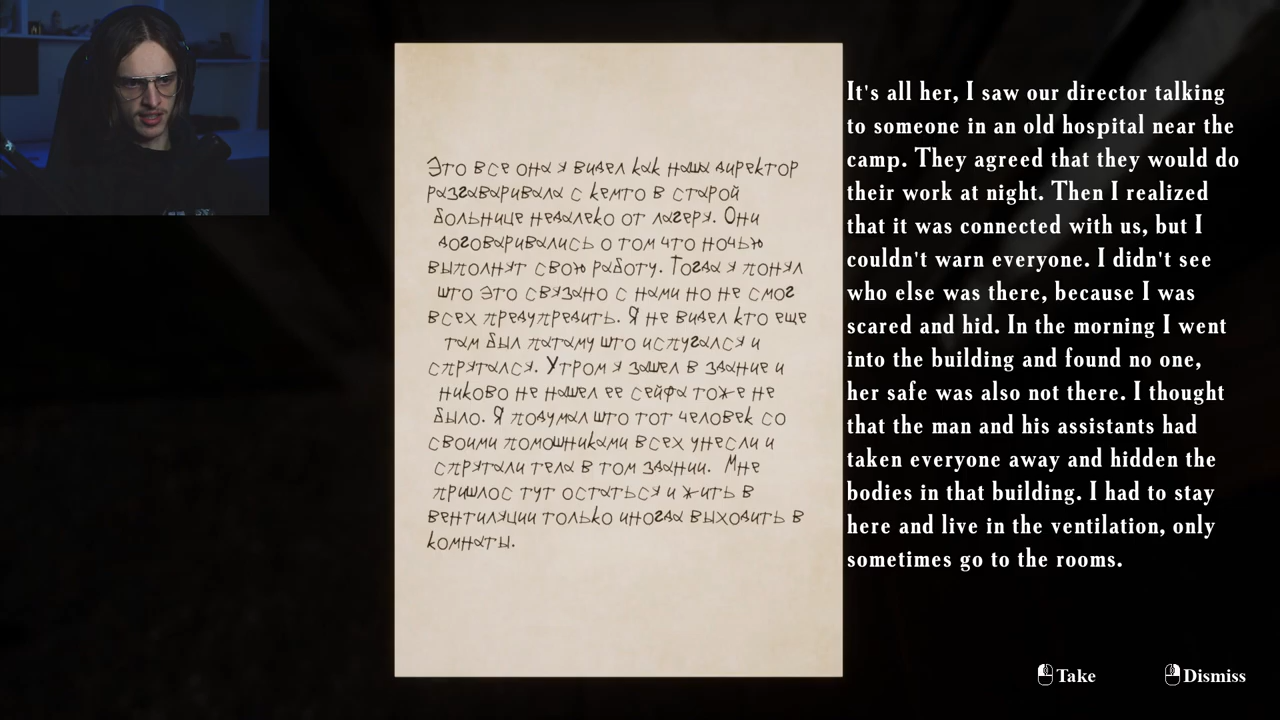 Это все она я видел как наша директор
разгаваривала с кемто в старой
больнице недалеко от лагеря. Они
договаривались о том что ночью
выполнят свою работу. Тогда я понял
што это связано с нами но не смог
всех предупредить. Я не видел кто еще
там был патаму што испугался и
спрятался. Утром я зашел в здание и
никово не нашел ее сейфа тоже не
было. Я подумал што тот человек со
своими помошниками всех унесли и
спрятали тела в том здании. Мне
пришлос тут остаться и жить в
вентиляции только иногда выходить в
комнаты.
It's all her, I saw our director talking
to someone in an old hospital near the
camp. They agreed that they would do
their work at night. Then I realized
that it was connected with us, but I
couldn't warn everyone. I didn't see
who else was there, because I was
scared and hid. In the morning I went
into the building and found no one,
her safe was also not there. I thought
that the man and his assistants had
taken everyone away and hidden the
bodies in that building. I had to stay
here and live in the ventilation, only
sometimes go to the rooms.
Take Dismiss